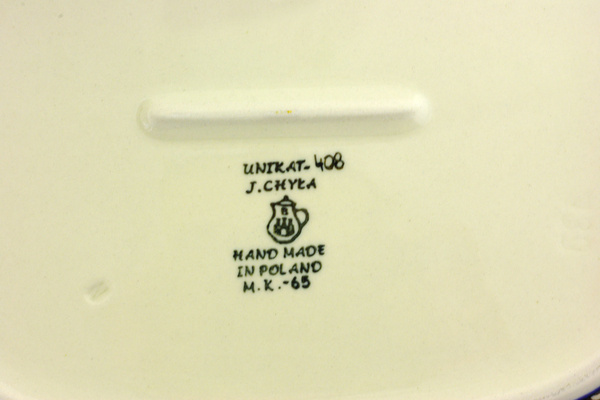 UNIKAT-408
J. CHYŁA
B
HAND MADE
IN POLAND
M.K.-65